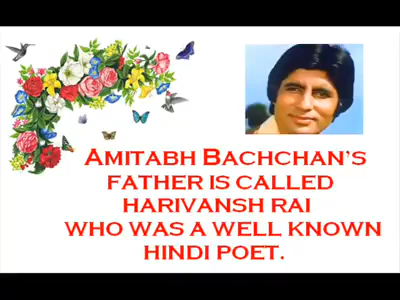 AMITABH BACHCHAN'S
FATHER IS CALLED
HARIVANSH RAI
WHO WAS A WELL KNOWN
HINDI POET.